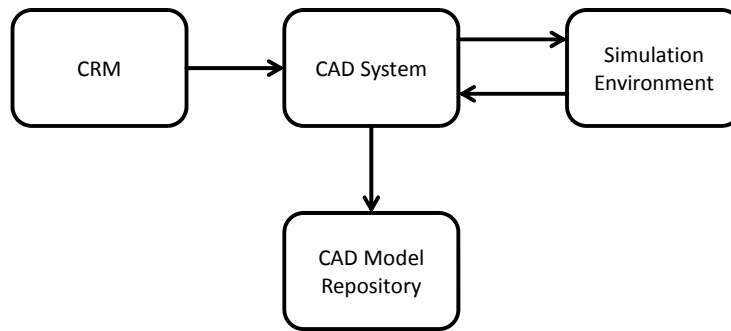 CRM
CAD System
Simulation
Environment
CAD Model
Repository